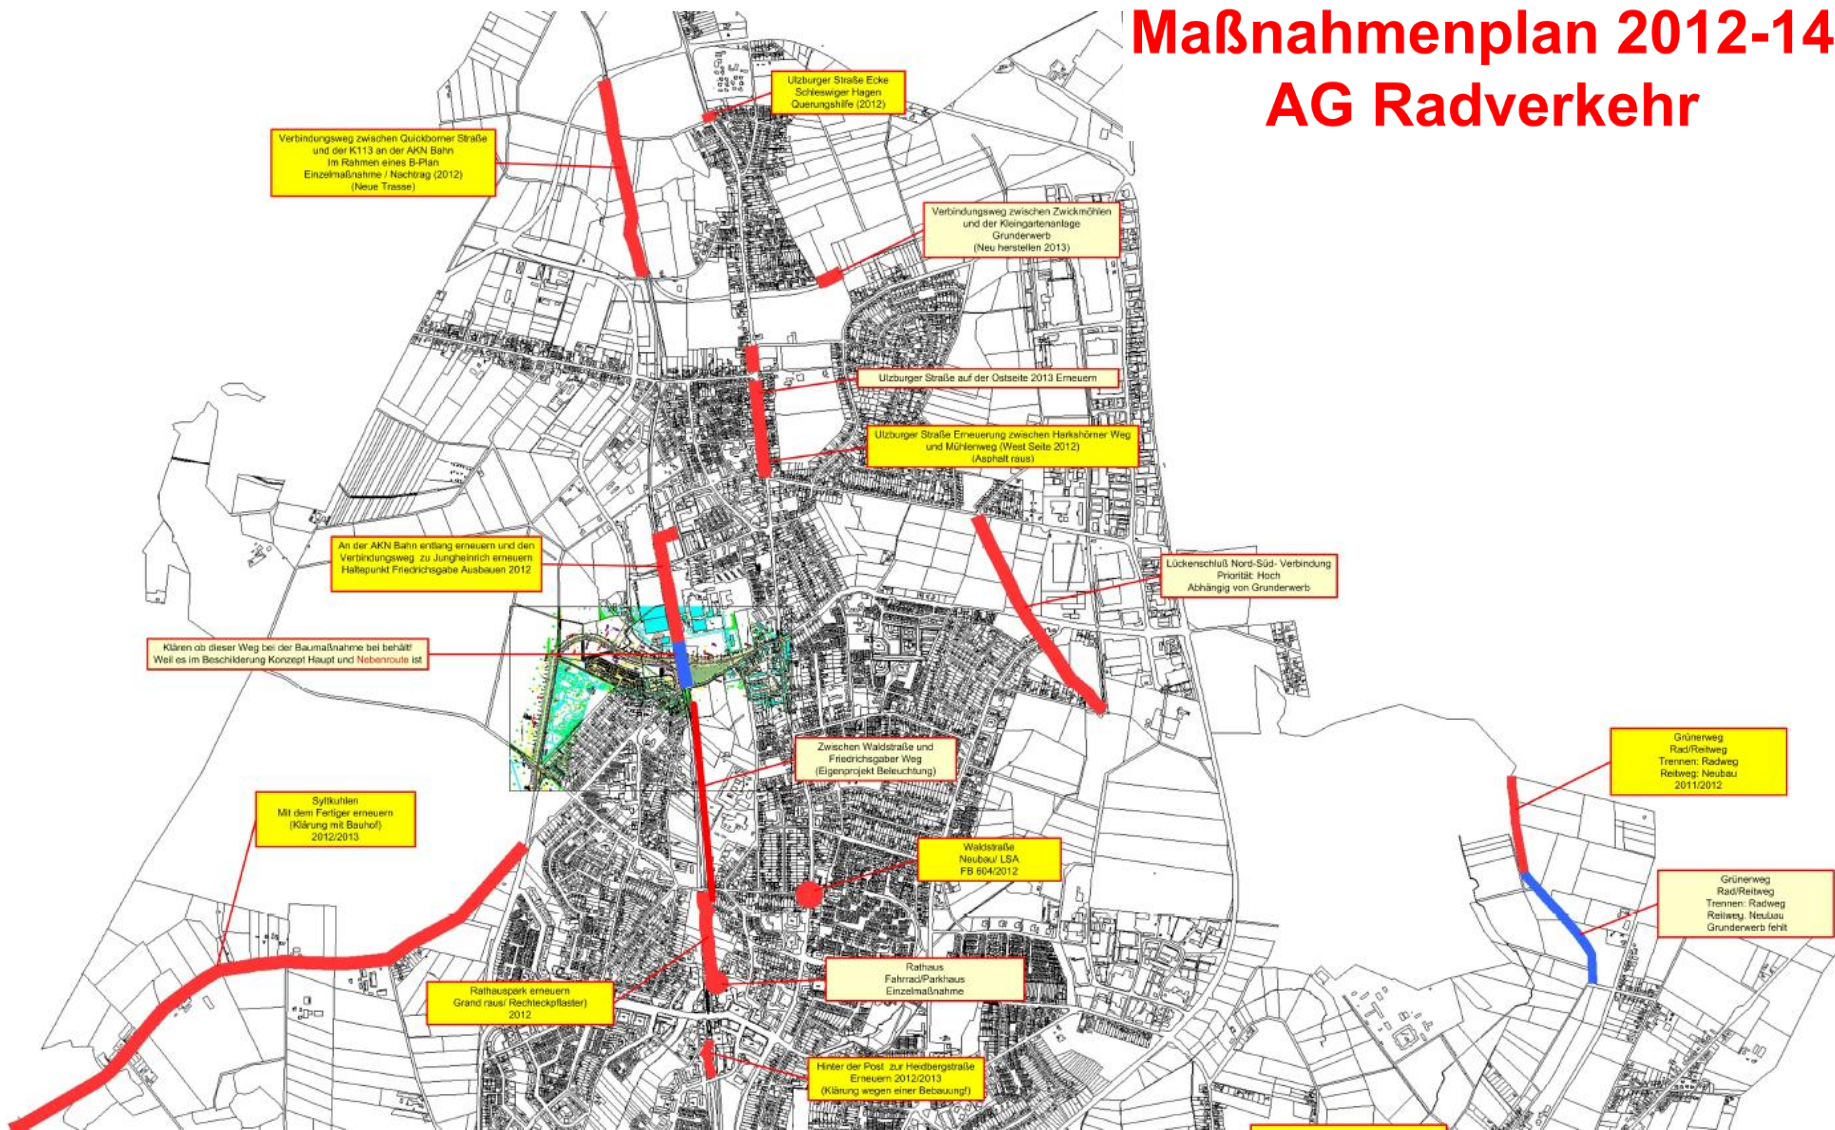 Maßnahmenplan 2012-14
AG Radverkehr
Ulzburger Straße Ecke
Schleswiger Hagen
Querungshilfe (2012)
Verbindungsweg zwischen Quickborner Straße
und der K113 an der AKN Bahn
Im Rahmen eines B-Plan
Einzelmaßnahme / Nachtrag (2012)
(Neue Trasse)
Verbindungsweg zwischen Zwickmöhlen
und der Kleingartenanlage
Grunderwerb
(Neu herstellen 2013)
Ulzburger Straße auf der Ostseite 2013 Erneuern
Ulzburger Straße Erneuerung zwischen Harkshörner Weg
und Mühlenweg (West Seite 2012)
(Asphalt raus)
An der AKN Bahn entlang erneuern und den
Verbindungsweg zu Jungheinrich erneuern
Haltepunkt Friedrichsgabe Ausbauen 2012
Lückenschluß Nord-Süd- Verbindung
Priorität: Hoch
Abhängig von Grunderwerb
Klären ob dieser Weg bei der Baumaßnahme bei behält!
Weil es im Beschilderung Konzept Haupt und Nebenroute ist
Zwischen Waldstraße und
Friedrichsgaber Weg
(Eigenprojekt Beleuchtung)
Grünerweg
Rad/Reitweg
Trennen: Radweg
Reitweg: Neubau
2011/2012
Syltkuhlen
Mit dem Fertiger erneuern
(Klärung mit Bauhof)
2012/2013
Waldstraße
Neubau/ LSA
FB 604/2012
Grünerweg
Rad/Reitweg
Trennen: Radweg
Reitweg: Neubau
Grunderwerb fehlt
Rathaus
Fahrrad/Parkhaus
Einzelmaßnahme
Rathauspark erneuern
Grand raus/ Rechteckpflaster)
2012
Hinter der Post zur Heidbergstraße
Erneuern 2012/2013
(Klärung wegen einer Bebauung!)